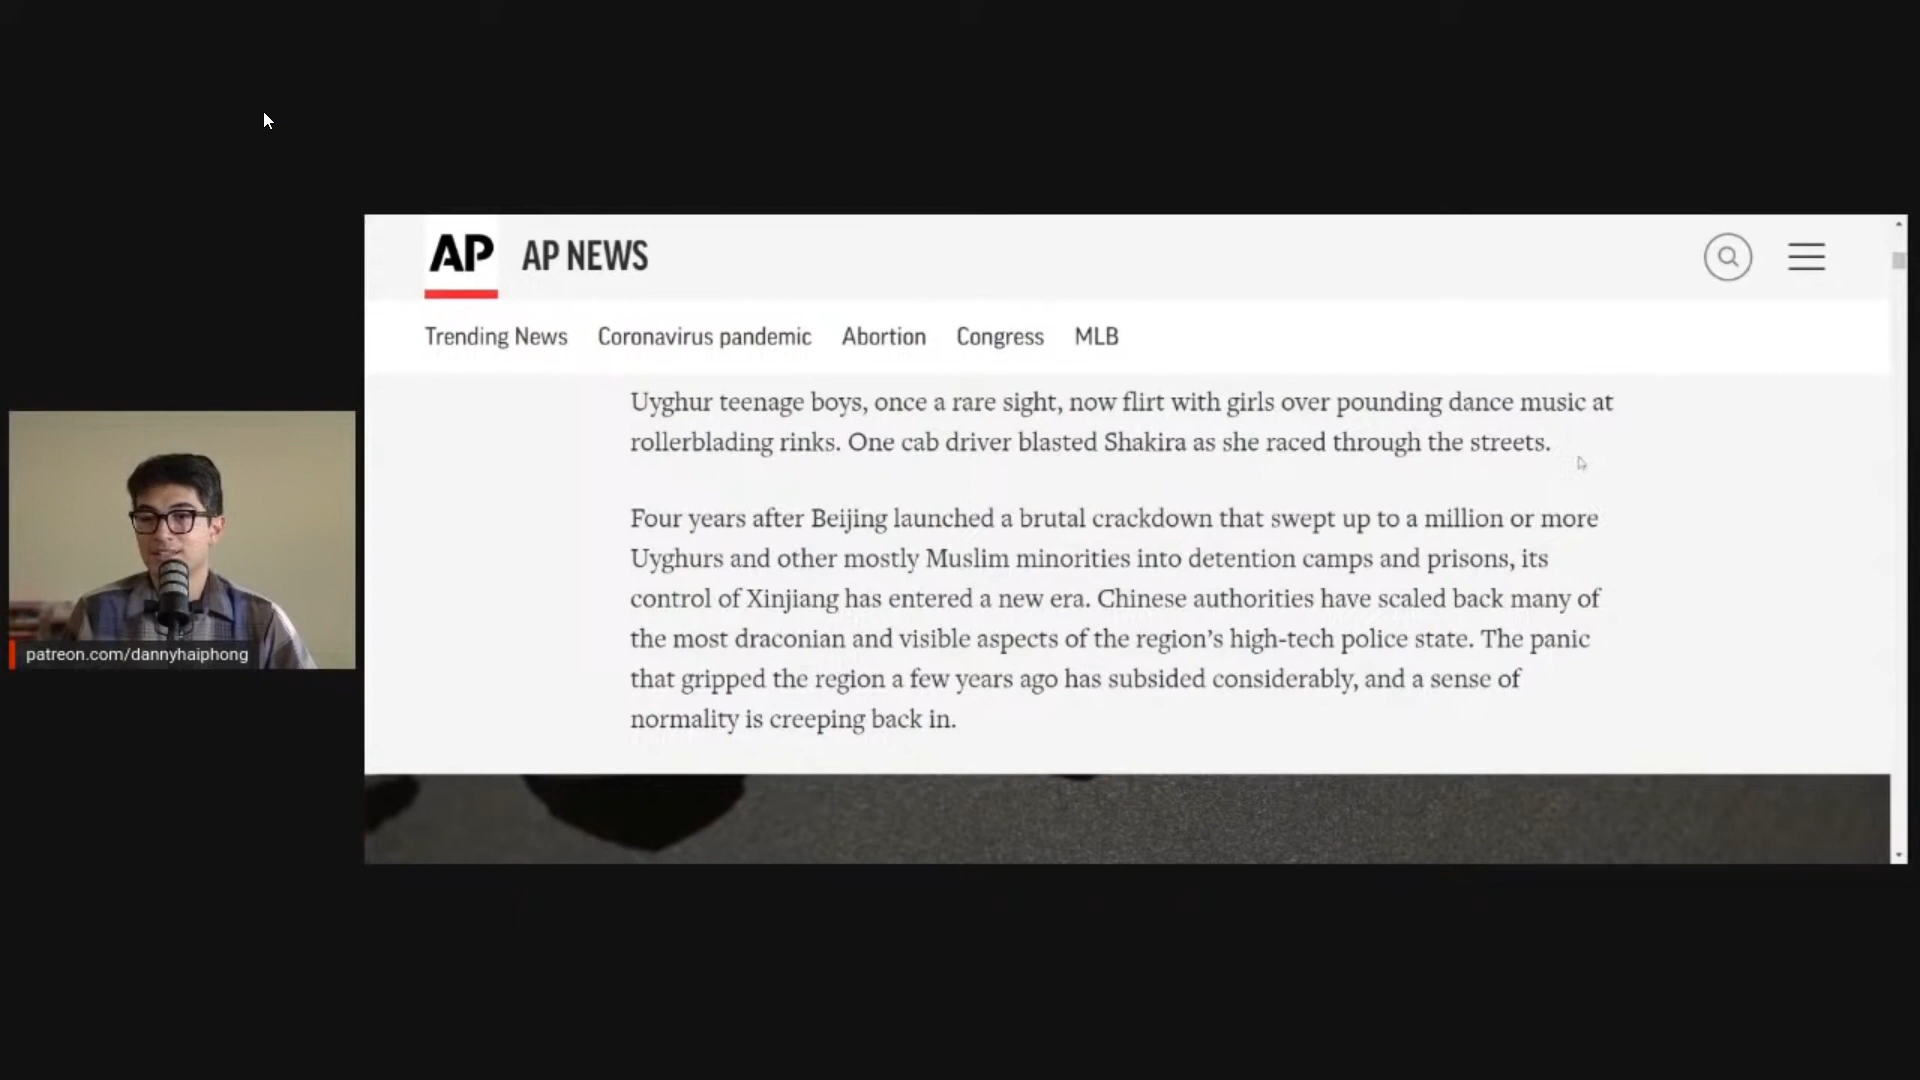 AP
AP NEWS
Trending News
Coronavirus pandemic
Abortion
Congress
MLB
Uyghur teenage boys, once a rare sight, now flirt with girls over pounding dance music at
rollerblading rinks. One cab driver blasted Shakira as she raced through the streets.
Four years after Beijing launched a brutal crackdown that swept up to a million or more
Uyghurs and other mostly Muslim minorities into detention camps and prisons, its
control of Xinjiang has entered a new era. Chinese authorities have scaled back many of
the most draconian and visible aspects of the region’s high-tech police state. The panic
that gripped the region a few years ago has subsided considerably, and a sense of
normality is creeping back in.
patreon.com/dannyhaiphong